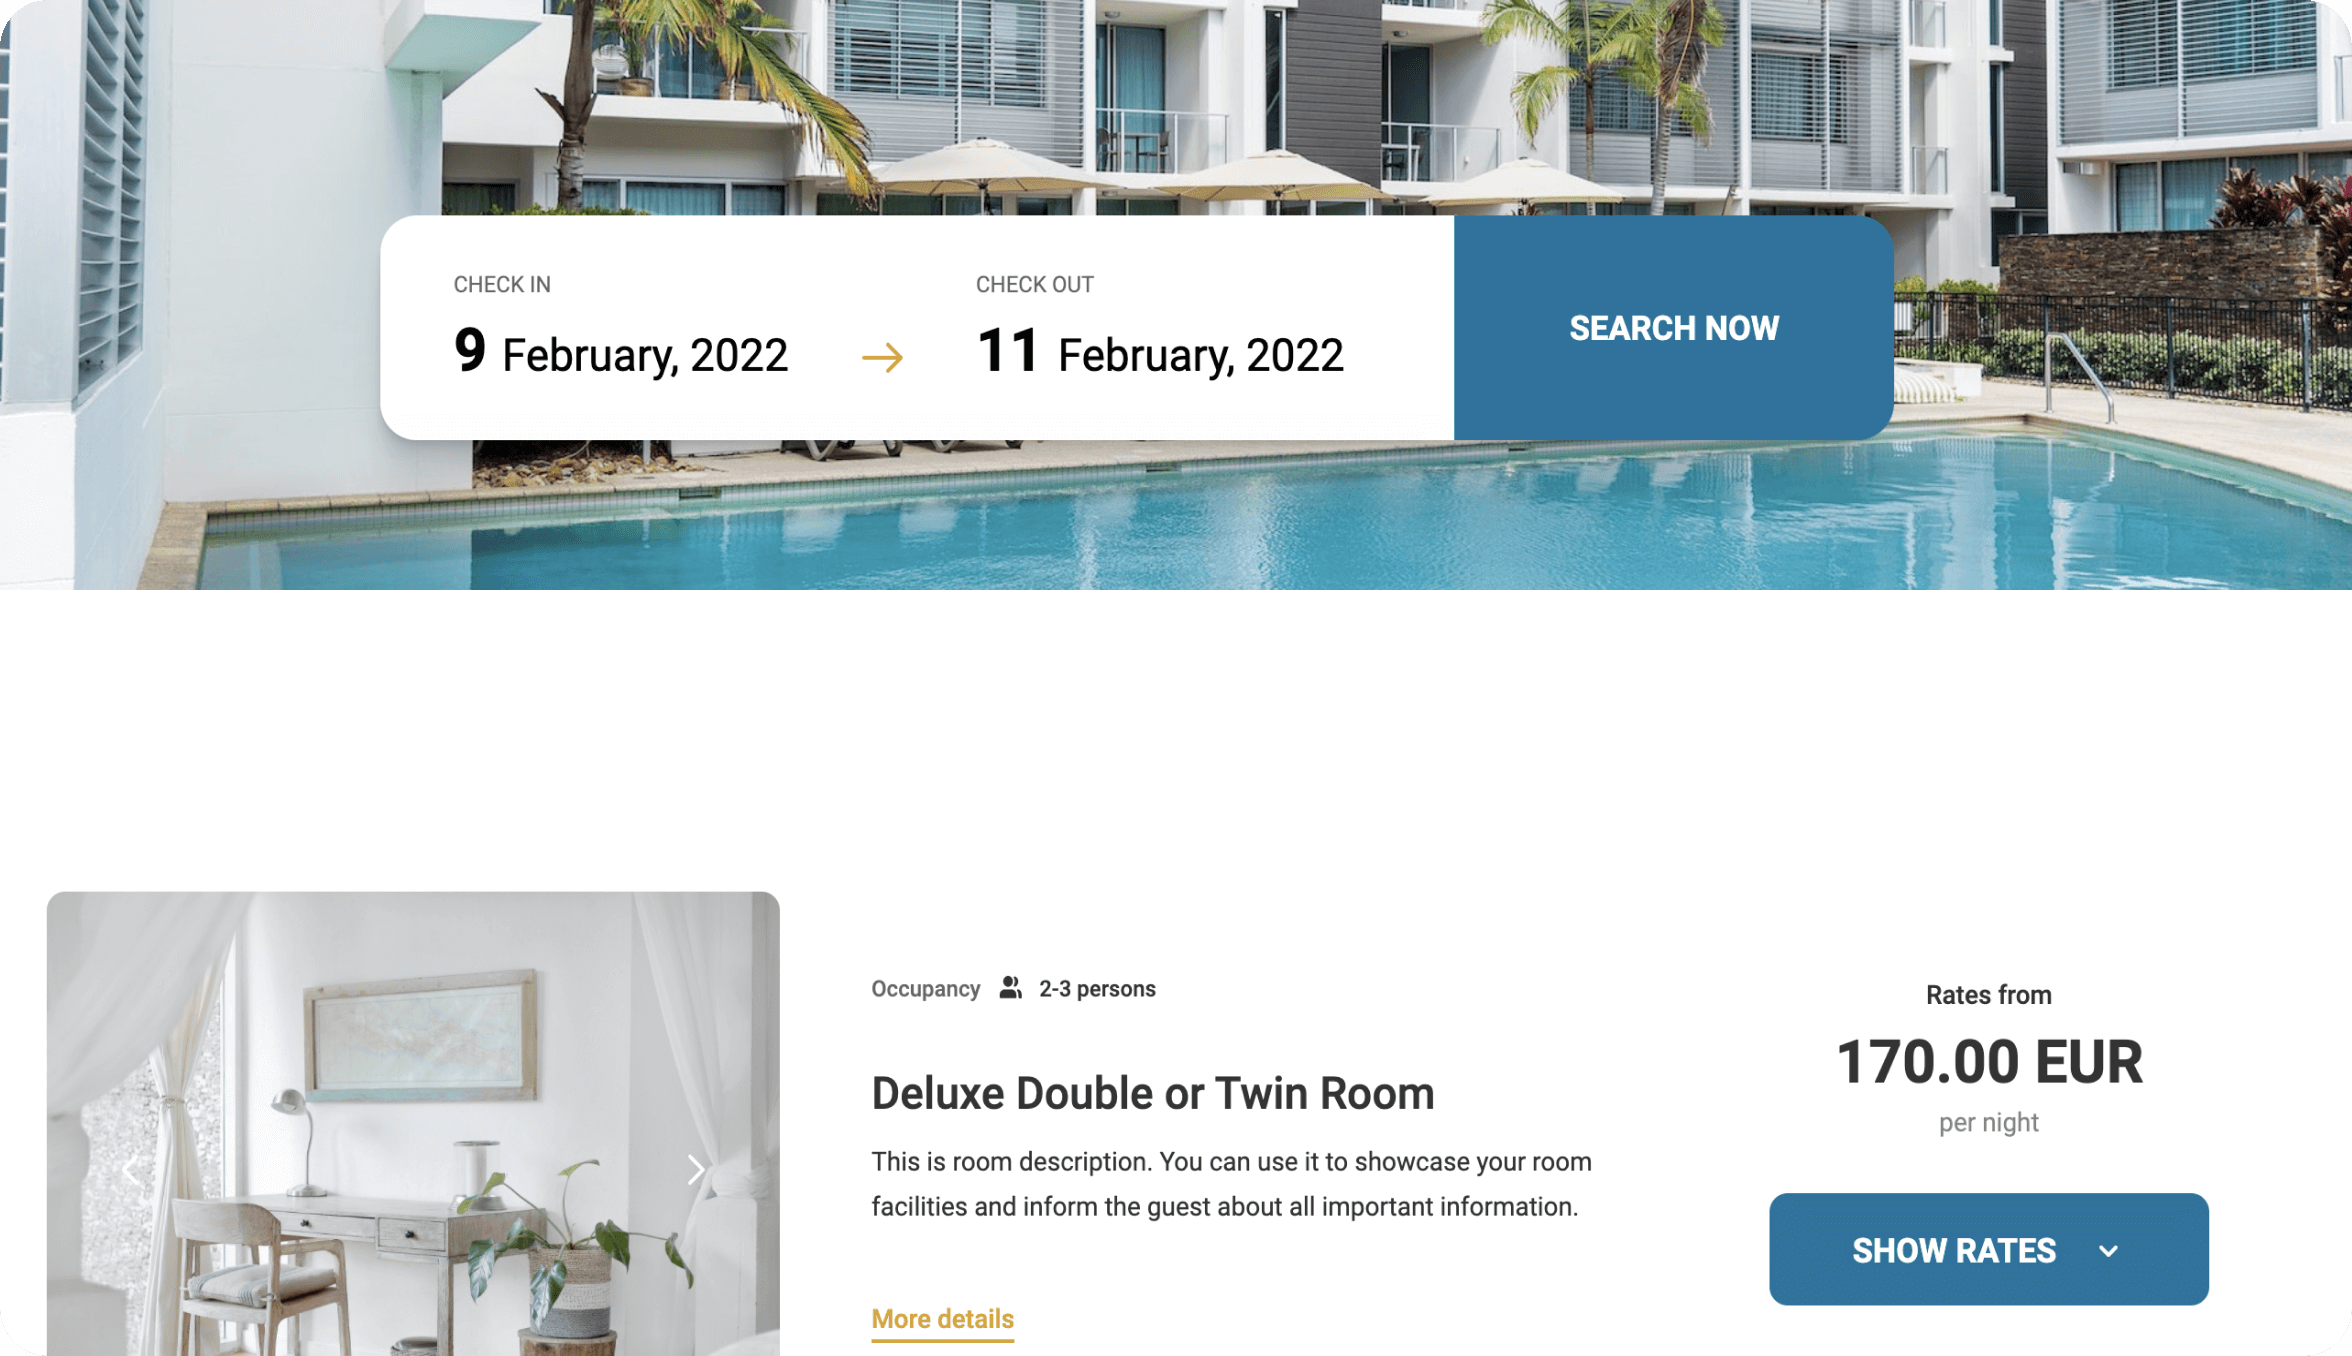 CHECK IN
9 February, 2022
CHECK OUT
11 February, 2022
SEARCH NOW
Occupancy 2-3 persons
Deluxe Double or Twin Room
This is room description. You can use it to showcase your room
facilities and inform the guest about all important information.
More details
Rates from
170.00 EUR
per night
SHOW RATES